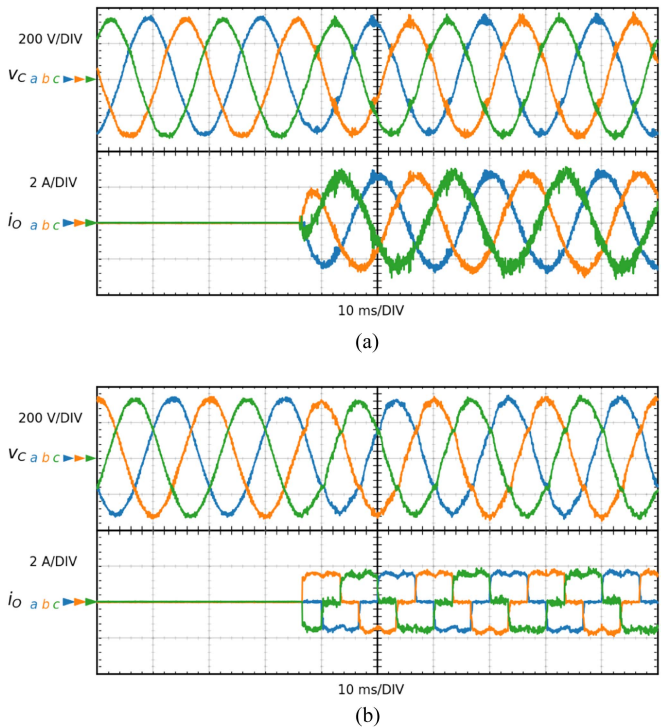 200 V/DIV
vC a b c
2 A/DIV
iO a b c
10 ms/DIV
(a)
200 V/DIV
vC a b c
2 A/DIV
iO a b c
10 ms/DIV
(b)